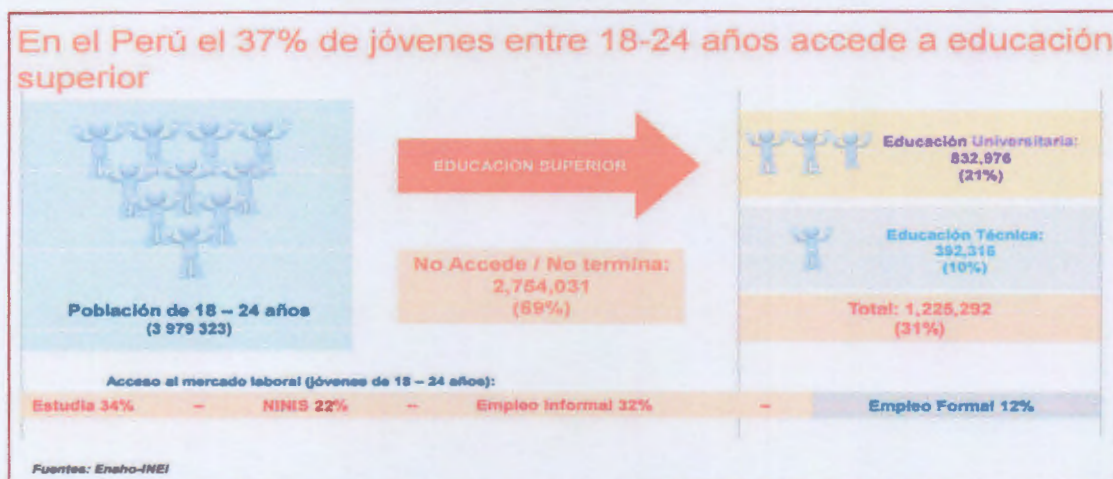 En el Perú el 37% de jóvenes entre 18-24 años accede a educación
superior
Población de 18 – 24 años
(3 979 323)
EDUCACIÓN SUPERIOR
No Accede / No termina:
2,754,031
(69%)
Educación Universitaria:
832,976
(21%)
Educación Técnica:
392,316
(10%)
Total: 1,225,292
(31%)
Acceso al mercado laboral (jóvenes de 18 – 24 años):
Estudia 34% – NINIS 22% – Empleo Informal 32% – Empleo Formal 12%
Fuentes: Enaho-INEI